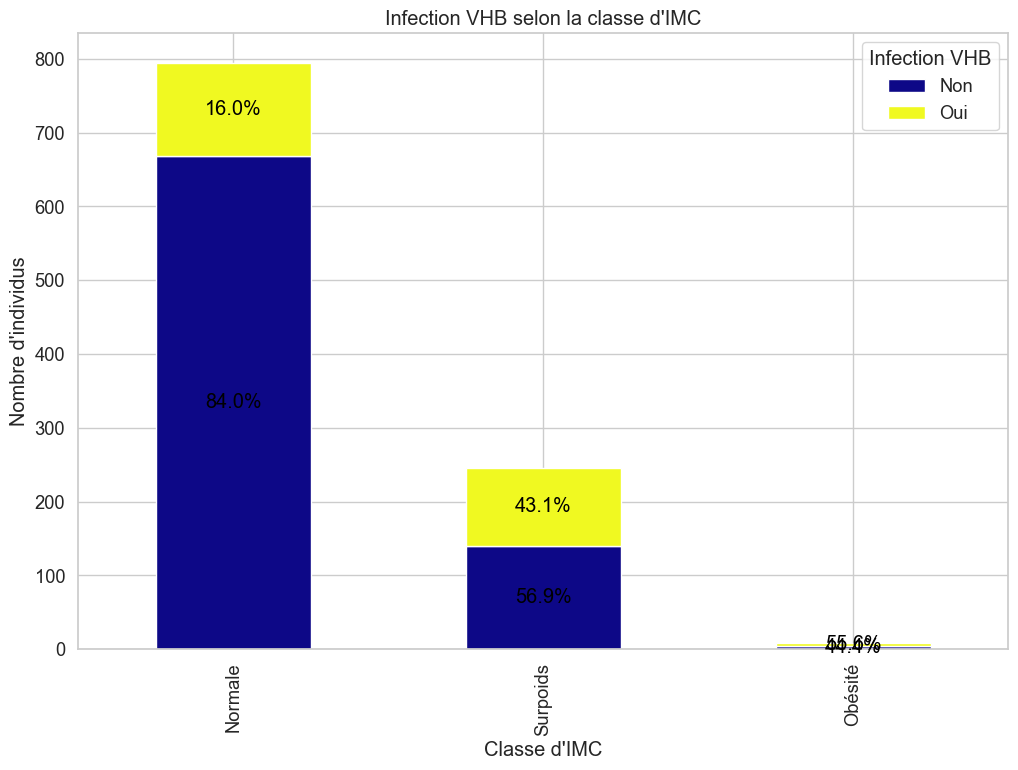 Infection VHB selon la classe d'IMC
Infection VHB
Non
Oui
Nombre d'individus
800
700
600
500
400
300
200
100
0
16.0%
84.0%
43.1%
56.9%
55.6%
44.4%
Normale
Surpoids
Obésité
Classe d'IMC